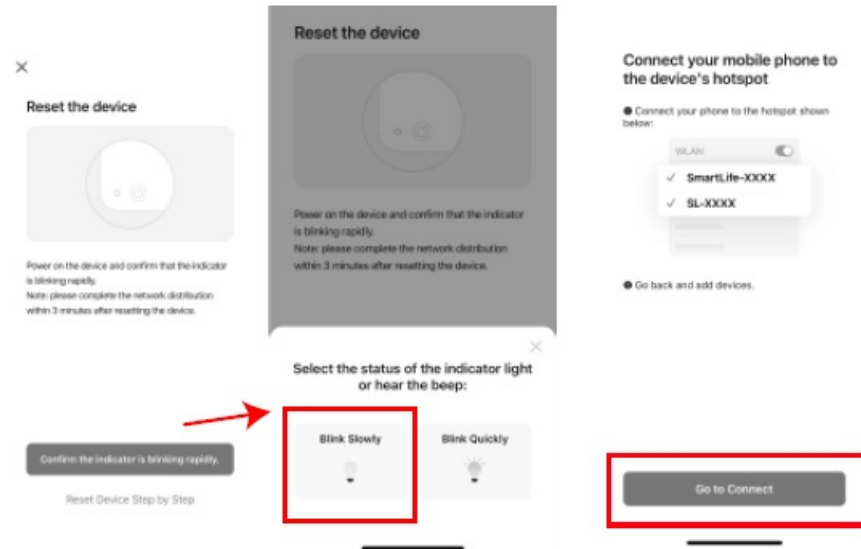 Reset the device
Power on the device and confirm that the indicator
is blinking rapidly.
Note: please complete the network distribution
within 3 minutes after resetting the device.
Confirm the indicator is blinking rapidly.
Reset Device Step by Step
Reset the device
Power on the device and confirm that the indicator
is blinking rapidly.
Note: please complete the network distribution
within 3 minutes after resetting the device.
Select the status of the indicator light
or hear the beep:
Blink Slowly
Blink Quickly
Connect your mobile phone to
the device's hotspot
Connect your phone to the hotspot shown
below:
WLAN
SmartLife-XXXX
SL-XXXX
Go back and add devices.
Go to Connect